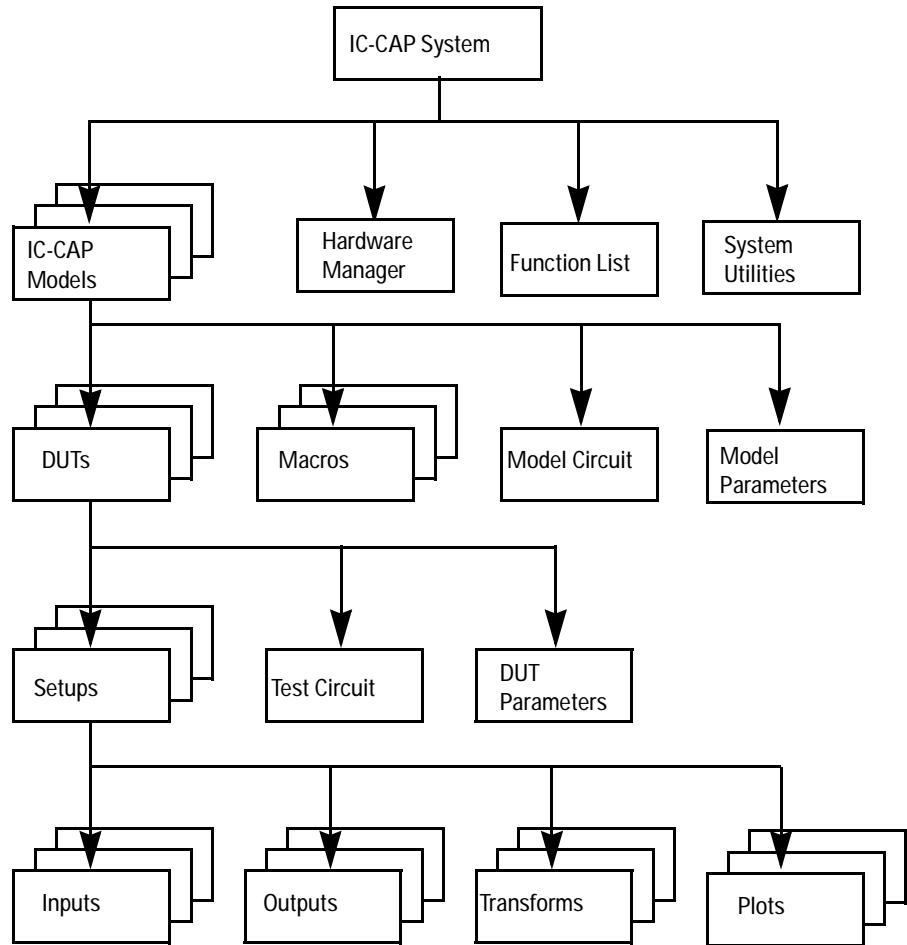 IC-CAP System
IC-CAP
Models
Hardware
Manager
Function List
System
Utilities
DUTs
Macros
Model Circuit
Model
Parameters
Setups
Test Circuit
DUT
Parameters
Inputs
Outputs
Transforms
Plots